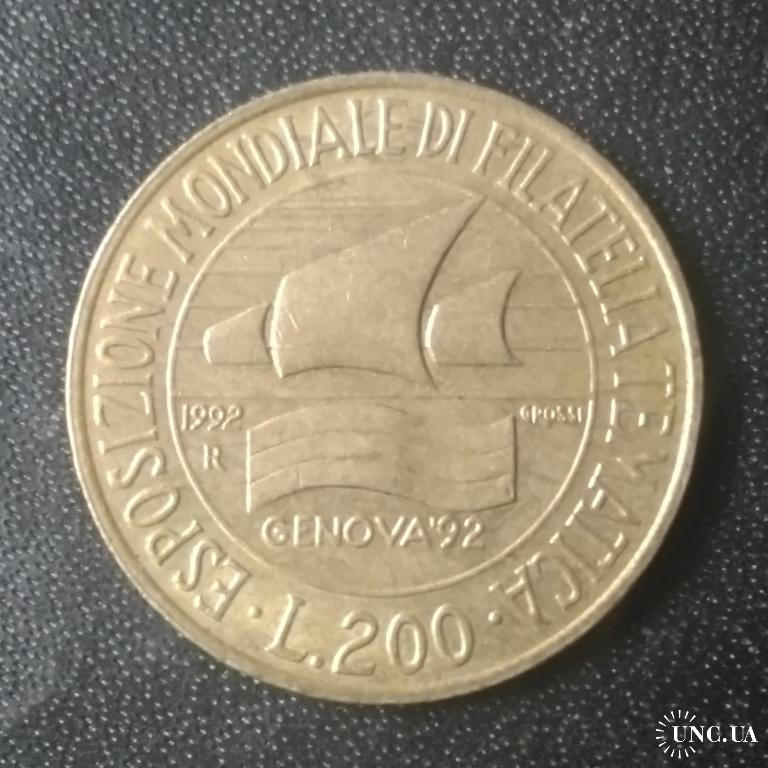 ESPOSIZIONE MONDIALE DI FILATELIA TEMATICA
1992
GROSSI
R
GENOVA'92
· L.200 ·
UNC.UA